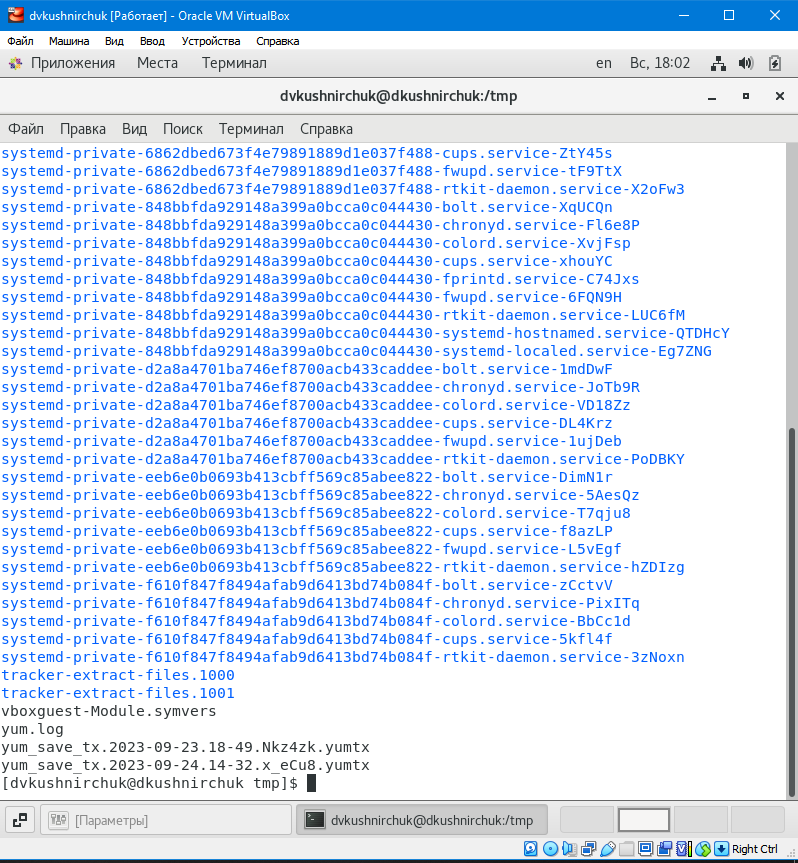 dvkushnirchuk [Работает] - Oracle VM VirtualBox
Файл Машина Вид Ввод Устройства Справка
Приложения Места Терминал en Вс, 18:02
dvkushnirchuk@dkushnirchuk:/tmp
Файл Правка Вид Поиск Терминал Справка
systemd-private-6862dbed673f4e79891889d1e037f488-cups.service-ZtY45s
systemd-private-6862dbed673f4e79891889d1e037f488-fwupd.service-tF9TtX
systemd-private-6862dbed673f4e79891889d1e037f488-rtkit-daemon.service-X2oFw3
systemd-private-848bbfda929148a399a0bcca0c044430-bolt.service-XqUCQn
systemd-private-848bbfda929148a399a0bcca0c044430-chronyd.service-Fl6e8P
systemd-private-848bbfda929148a399a0bcca0c044430-colord.service-XvjFsp
systemd-private-848bbfda929148a399a0bcca0c044430-cups.service-xhouYC
systemd-private-848bbfda929148a399a0bcca0c044430-fprintd.service-C74Jxs
systemd-private-848bbfda929148a399a0bcca0c044430-fwupd.service-6FQN9H
systemd-private-848bbfda929148a399a0bcca0c044430-rtkit-daemon.service-LUC6fM
systemd-private-848bbfda929148a399a0bcca0c044430-systemd-hostnamed.service-QTDHcY
systemd-private-848bbfda929148a399a0bcca0c044430-systemd-localed.service-Eg7ZNG
systemd-private-d2a8a4701ba746ef8700acb433caddee-bolt.service-1mdDwF
systemd-private-d2a8a4701ba746ef8700acb433caddee-chronyd.service-JoTb9R
systemd-private-d2a8a4701ba746ef8700acb433caddee-colord.service-VD18Zz
systemd-private-d2a8a4701ba746ef8700acb433caddee-cups.service-DL4Krz
systemd-private-d2a8a4701ba746ef8700acb433caddee-fwupd.service-1ujDeb
systemd-private-d2a8a4701ba746ef8700acb433caddee-rtkit-daemon.service-PoDBKY
systemd-private-eeb6e0b0693b413cbff569c85abee822-bolt.service-DimN1r
systemd-private-eeb6e0b0693b413cbff569c85abee822-chronyd.service-5AesQz
systemd-private-eeb6e0b0693b413cbff569c85abee822-colord.service-T7qju8
systemd-private-eeb6e0b0693b413cbff569c85abee822-cups.service-f8azLP
systemd-private-eeb6e0b0693b413cbff569c85abee822-fwupd.service-L5vEgf
systemd-private-eeb6e0b0693b413cbff569c85abee822-rtkit-daemon.service-hZDIzg
systemd-private-f610f847f8494afab9d6413bd74b084f-bolt.service-zCctvV
systemd-private-f610f847f8494afab9d6413bd74b084f-chronyd.service-PixITq
systemd-private-f610f847f8494afab9d6413bd74b084f-colord.service-BbCc1d
systemd-private-f610f847f8494afab9d6413bd74b084f-cups.service-5kfl4f
systemd-private-f610f847f8494afab9d6413bd74b084f-rtkit-daemon.service-3zNoxn
tracker-extract-files.1000
tracker-extract-files.1001
vboxguest-Module.symvers
yum.log
yum_save_tx.2023-09-23.18-49.Nkz4zk.yumtx
yum_save_tx.2023-09-24.14-32.x_eCu8.yumtx
[dvkushnirchuk@dkushnirchuk tmp]$
[Параметры] dvkushnirchuk@dkushnirchuk:/tmp
Right Ctrl